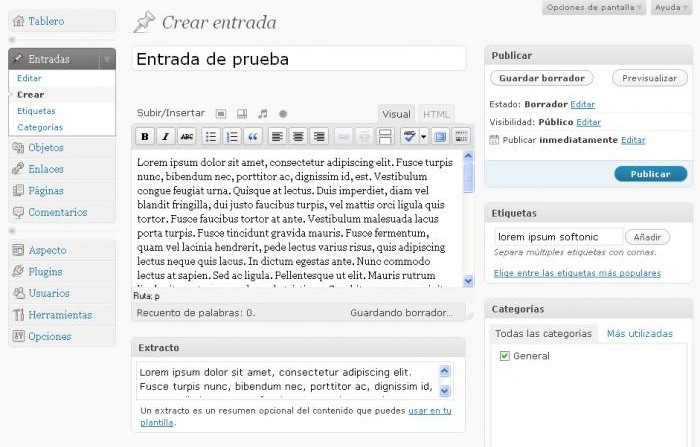 Opciones de pantalla
Ayuda
Tablero
Entradas
Editar
Crear
Etiquetas
Categorías
Objetos
Enlaces
Páginas
Comentarios
Aspecto
Plugins
Usuarios
Herramientas
Opciones
Crear entrada
Entrada de prueba
Subir/Insertar
Visual
HTML
B I ABC
Lorem ipsum dolor sit amet, consectetur adipiscing elit. Fusce turpis
nunc, bibendum nec, porttitor ac, dignissim id, est. Vestibulum
congue feugiat urna. Quisque at lectus. Duis imperdiet, diam vel
blandit fringilla, dui justo faucibus turpis, vel mattis orci ligula quis
tortor. Fusce faucibus tortor at ante. Vestibulum malesuada lacus
porta turpis. Fusce tincidunt gravida mauris. Fusce fermentum,
quam vel lacinia hendrerit, pede lectus varius risus, quis adipiscing
lectus neque quis lacus. In dictum egestas ante. Nunc commodo
lectus at sapien. Sed ac ligula. Pellentesque ut elit. Mauris rutrum
Ruta: p
Recuento de palabras: 0.
Guardando borrador...
Extracto
Lorem ipsum dolor sit amet, consectetur adipiscing elit.
Fusce turpis nunc, bibendum nec, porttitor ac, dignissim id,
Un extracto es un resumen opcional del contenido que puedes usar en tu
plantilla.
Publicar
Guardar borrador
Previsualizar
Estado: Borrador Editar
Visibilidad: Público Editar
Publicar inmediatamente Editar
Publicar
Etiquetas
lorem ipsum softonic
Añadir
Separa múltiples etiquetas con comas.
Elige entre las etiquetas más populares
Categorías
Todas las categorías
Más utilizadas
General